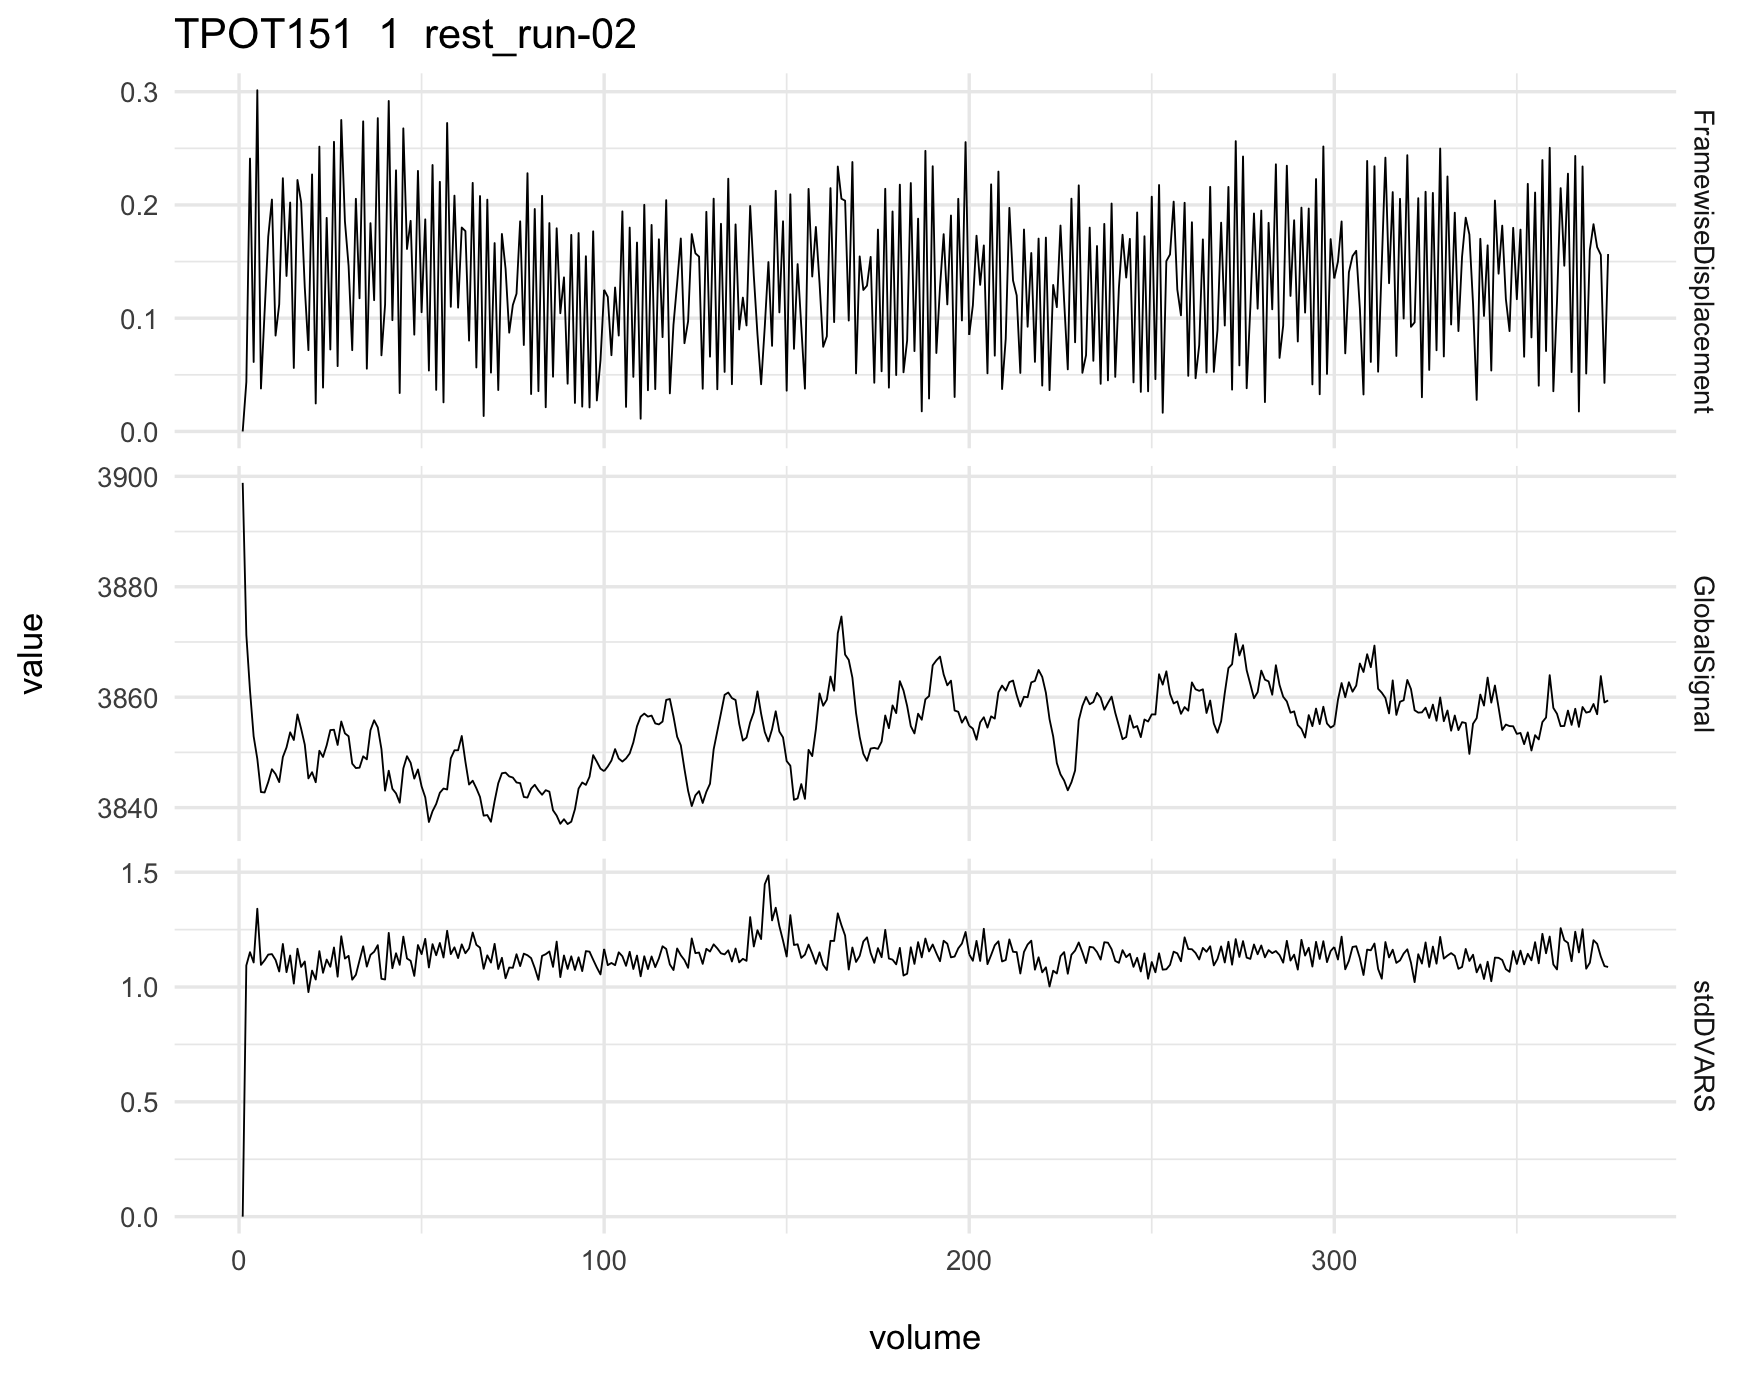 TPOT151 1 rest_run-02
0.3
0.2
0.1
0.0
FramewiseDisplacement
3900
3880
3860
3840
GlobalSignal
value
1.5
1.0
0.5
0.0
stdDVARS
0 100 200 300
volume